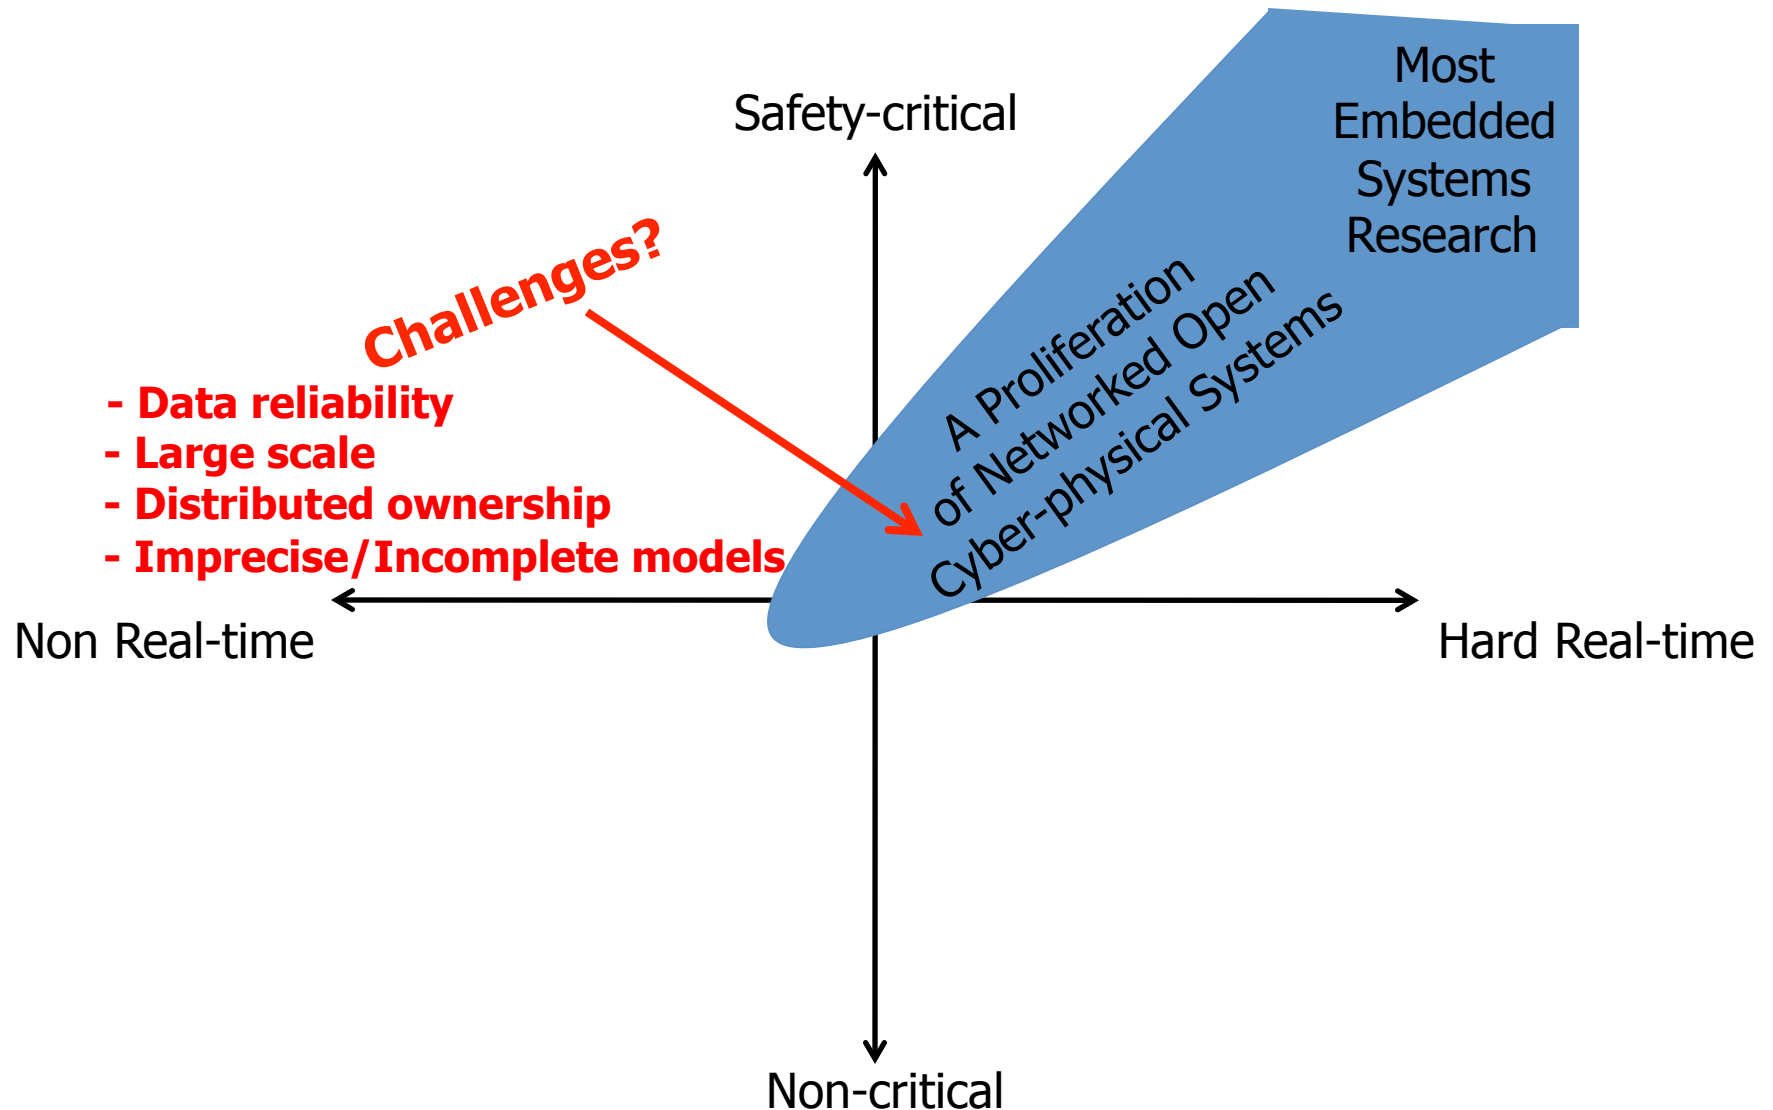 Most
Embedded
Systems
Research
Safety-critical
Challenges?
- Data reliability
- Large scale
- Distributed ownership
- Imprecise/Incomplete models
A Proliferation
of Networked Open
Cyber-physical Systems
Non Real-time
Hard Real-time
Non-critical